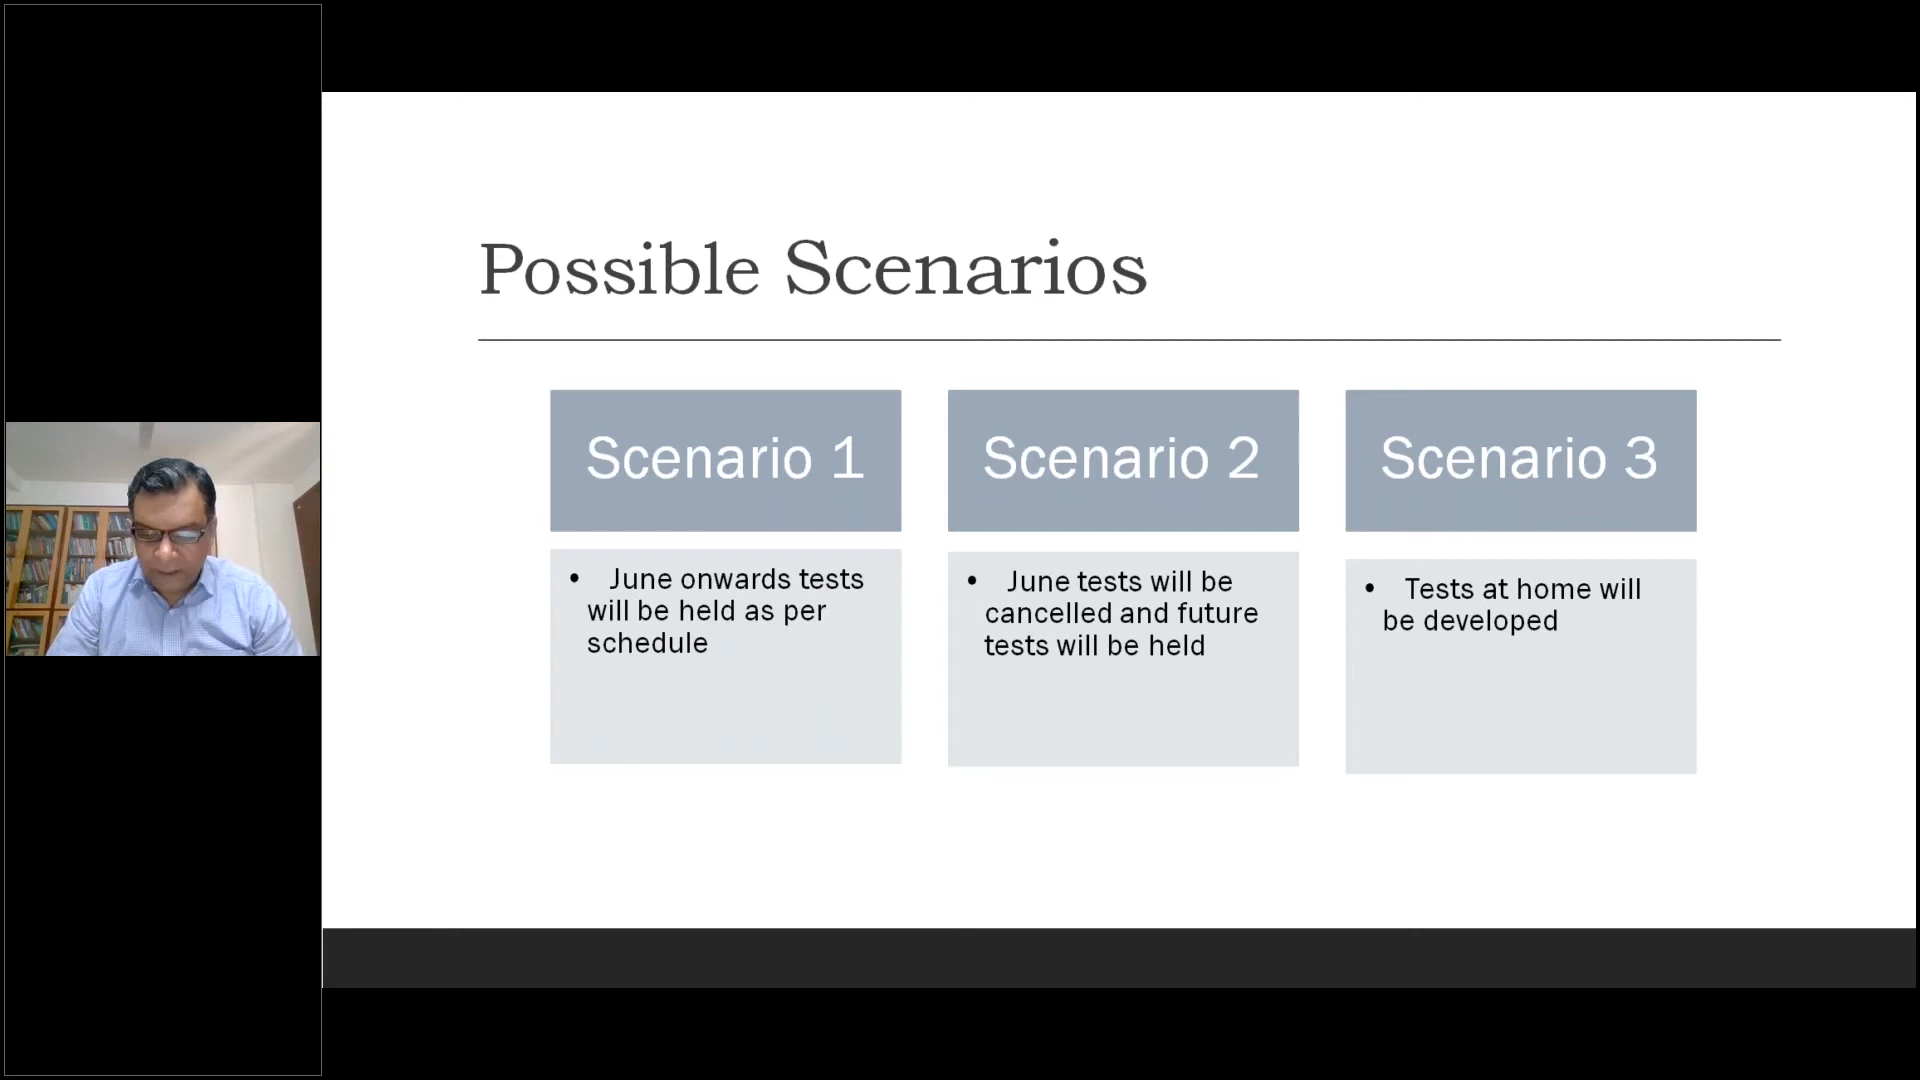 Possible Scenarios
Scenario 1
• June onwards tests
will be held as per
schedule
Scenario 2
• June tests will be
cancelled and future
tests will be held
Scenario 3
• Tests at home will
be developed